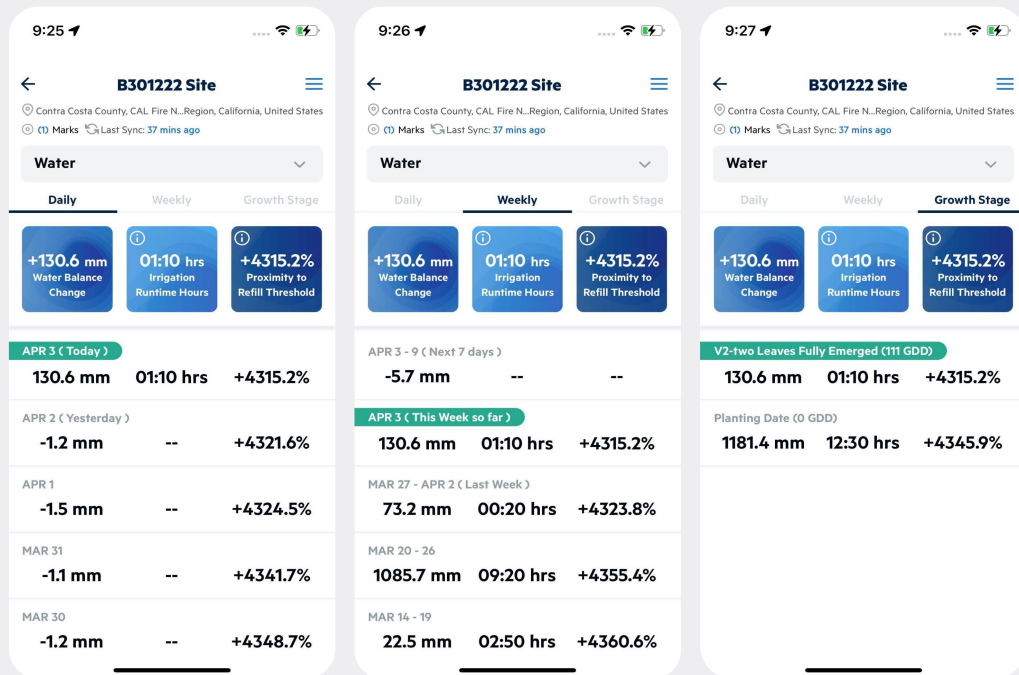 9:25
B301222 Site
Contra Costa County, CAL Fire N...Region, California, United States
(1) Marks Last Sync: 37 mins ago
Water
Daily Weekly Growth Stage
+130.6 mm
Water Balance
Change
01:10 hrs
Irrigation
Runtime Hours
+4315.2%
Proximity to
Refill Threshold
APR 3 ( Today )
130.6 mm 01:10 hrs +4315.2%
APR 2 ( Yesterday )
-1.2 mm -- +4321.6%
APR 1
-1.5 mm -- +4324.5%
MAR 31
-1.1 mm -- +4341.7%
MAR 30
-1.2 mm -- +4348.7%
9:26
B301222 Site
Contra Costa County, CAL Fire N...Region, California, United States
(1) Marks Last Sync: 37 mins ago
Water
Daily Weekly Growth Stage
+130.6 mm
Water Balance
Change
01:10 hrs
Irrigation
Runtime Hours
+4315.2%
Proximity to
Refill Threshold
APR 3 - 9 ( Next 7 days )
-5.7 mm -- --
APR 3 ( This Week so far )
130.6 mm 01:10 hrs +4315.2%
MAR 27 - APR 2 ( Last Week )
73.2 mm 00:20 hrs +4323.8%
MAR 20 - 26
1085.7 mm 09:20 hrs +4355.4%
MAR 14 - 19
22.5 mm 02:50 hrs +4360.6%
9:27
B301222 Site
Contra Costa County, CAL Fire N...Region, California, United States
(1) Marks Last Sync: 37 mins ago
Water
Daily Weekly Growth Stage
+130.6 mm
Water Balance
Change
01:10 hrs
Irrigation
Runtime Hours
+4315.2%
Proximity to
Refill Threshold
V2-two Leaves Fully Emerged (111 GDD)
130.6 mm 01:10 hrs +4315.2%
Planting Date (0 GDD)
1181.4 mm 12:30 hrs +4345.9%